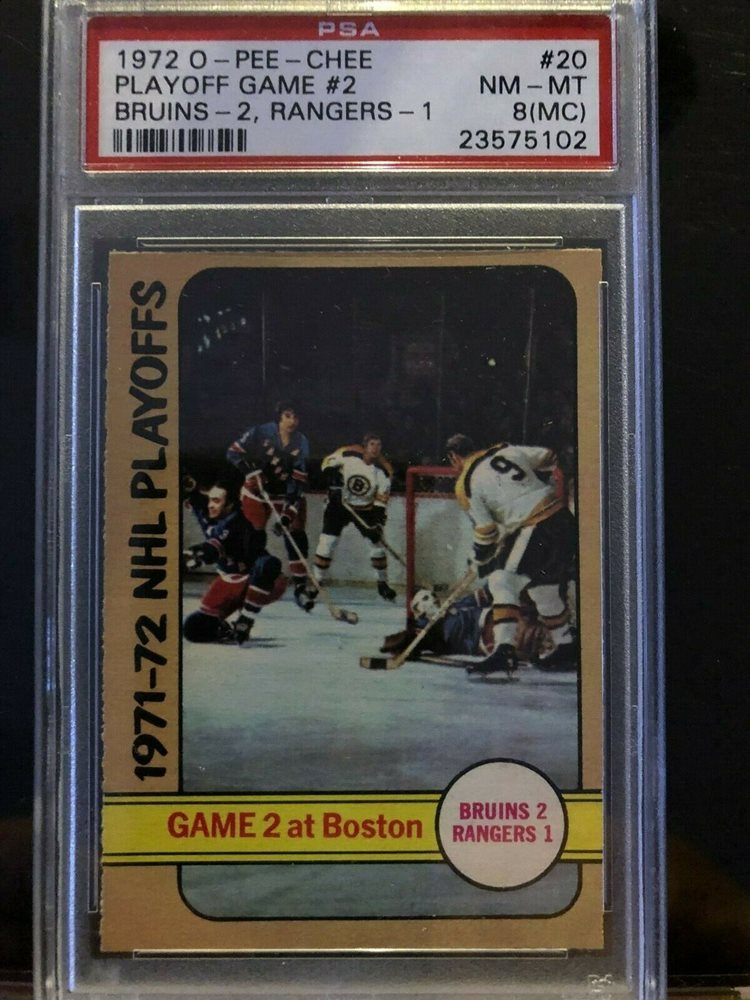 PSA
1972 O-PEE-CHEE #20
PLAYOFF GAME #2 NM-MT
BRUINS-2, RANGERS-1 8(MC)
23575102
1971-72 NHL PLAYOFFS
B
GAME 2 at Boston
BRUINS 2
RANGERS 1